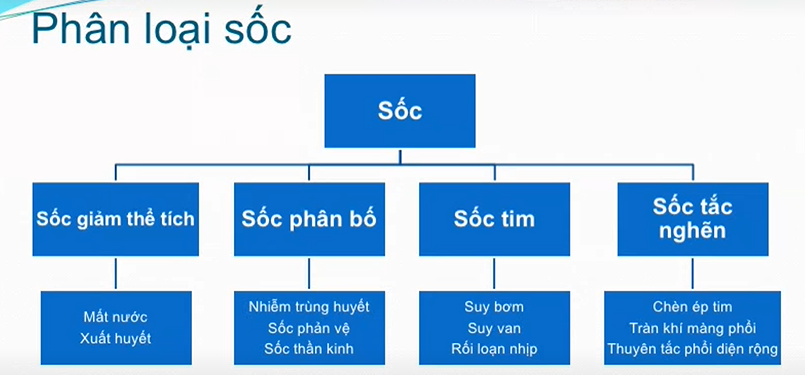 Phân loại sốc
Sốc
Sốc giảm thể tích
Sốc phân bố
Sốc tim
Sốc tắc
nghẽn
Mất nước
Xuất huyết
Nhiễm trùng huyết
Sốc phản vệ
Sốc thần kinh
Suy bơm
Suy van
Rối loạn nhịp
Chèn ép tim
Tràn khí màng phổi
Thuyên tắc phổi diện rộng